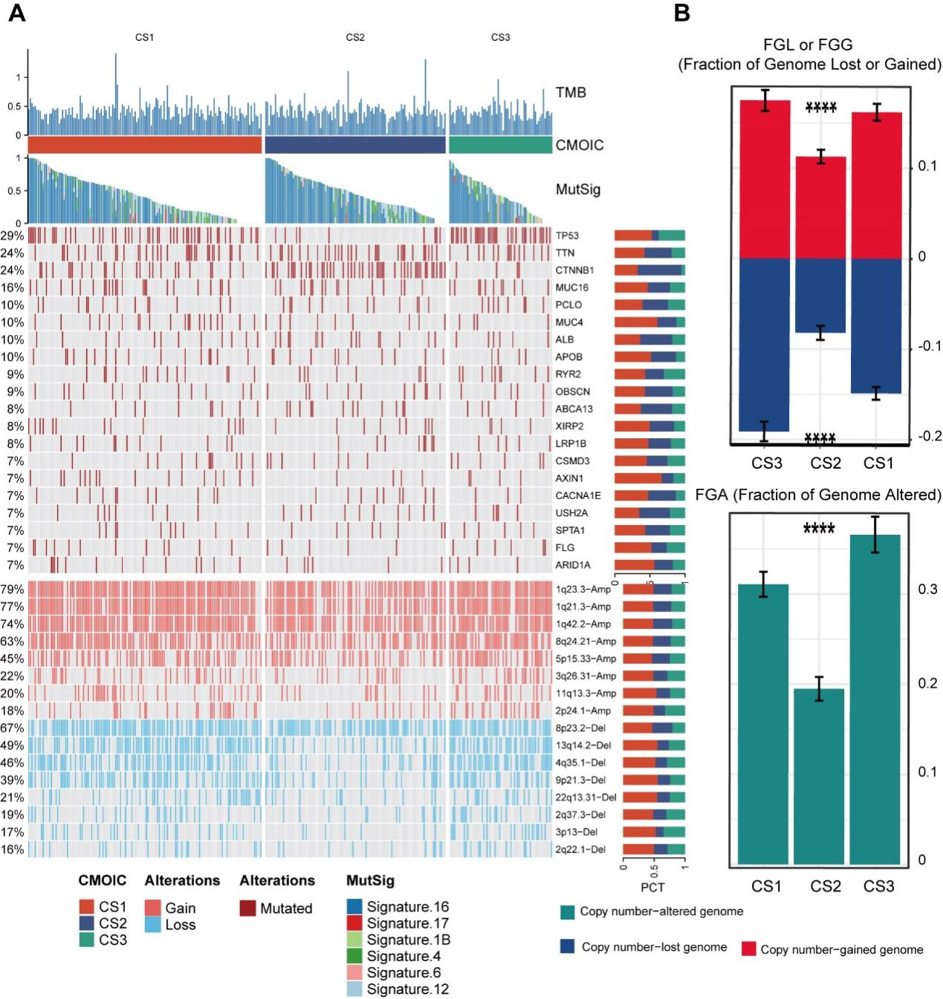 A
B
CS1 CS2 CS3
TMB
1
0.5
0
CMOIC
MutSig
1
0.5
0
29% TP53
24% TTN
24% CTNNB1
16% MUC16
10% PCLO
10% MUC4
10% ALB
10% APOB
9% RYR2
9% OBSCN
8% ABCA13
8% XIRP2
8% LRP1B
7% CSMD3
7% AXIN1
7% CACNA1E
7% USH2A
7% SPTA1
7% FLG
7% ARID1A
0 1
79% 1q23.3-Amp
77% 1q21.3-Amp
74% 1q42.2-Amp
63% 8q24.21-Amp
45% 5p15.33-Amp
22% 3q26.31-Amp
20% 11q13.3-Amp
18% 2p24.1-Amp
67% 8p23.2-Del
49% 13q14.2-Del
46% 4q35.1-Del
39% 9p21.3-Del
21% 22q13.31-Del
19% 2q37.3-Del
17% 3p13-Del
16% 2q22.1-Del
0 0.5 1
PCT
CMOIC
CS1
CS2
CS3
Alterations
Gain
Loss
Alterations
Mutated
MutSig
Signature.16
Signature.17
Signature.1B
Signature.4
Signature.6
Signature.12
FGL or FGG
(Fraction of Genome Lost or Gained)
****
0.1
0
-0.1
-0.2
****
CS3 CS2 CS1
FGA (Fraction of Genome Altered)
****
0.3
0.2
0.1
0
CS1 CS2 CS3
Copy number-altered genome
Copy number-lost genome
Copy number-gained genome